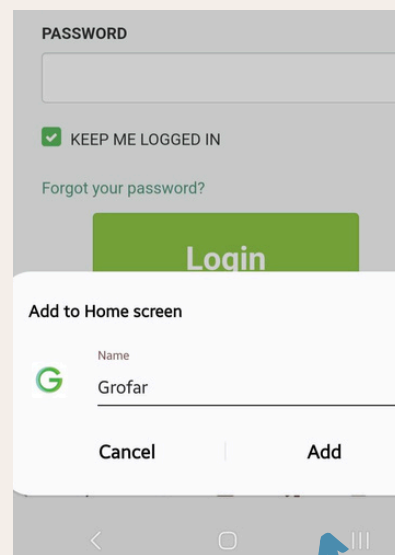 PASSWORD
KEEP ME LOGGED IN
Forgot your password?
Login
Add to Home screen
Name
G
Grofar
Cancel
Add